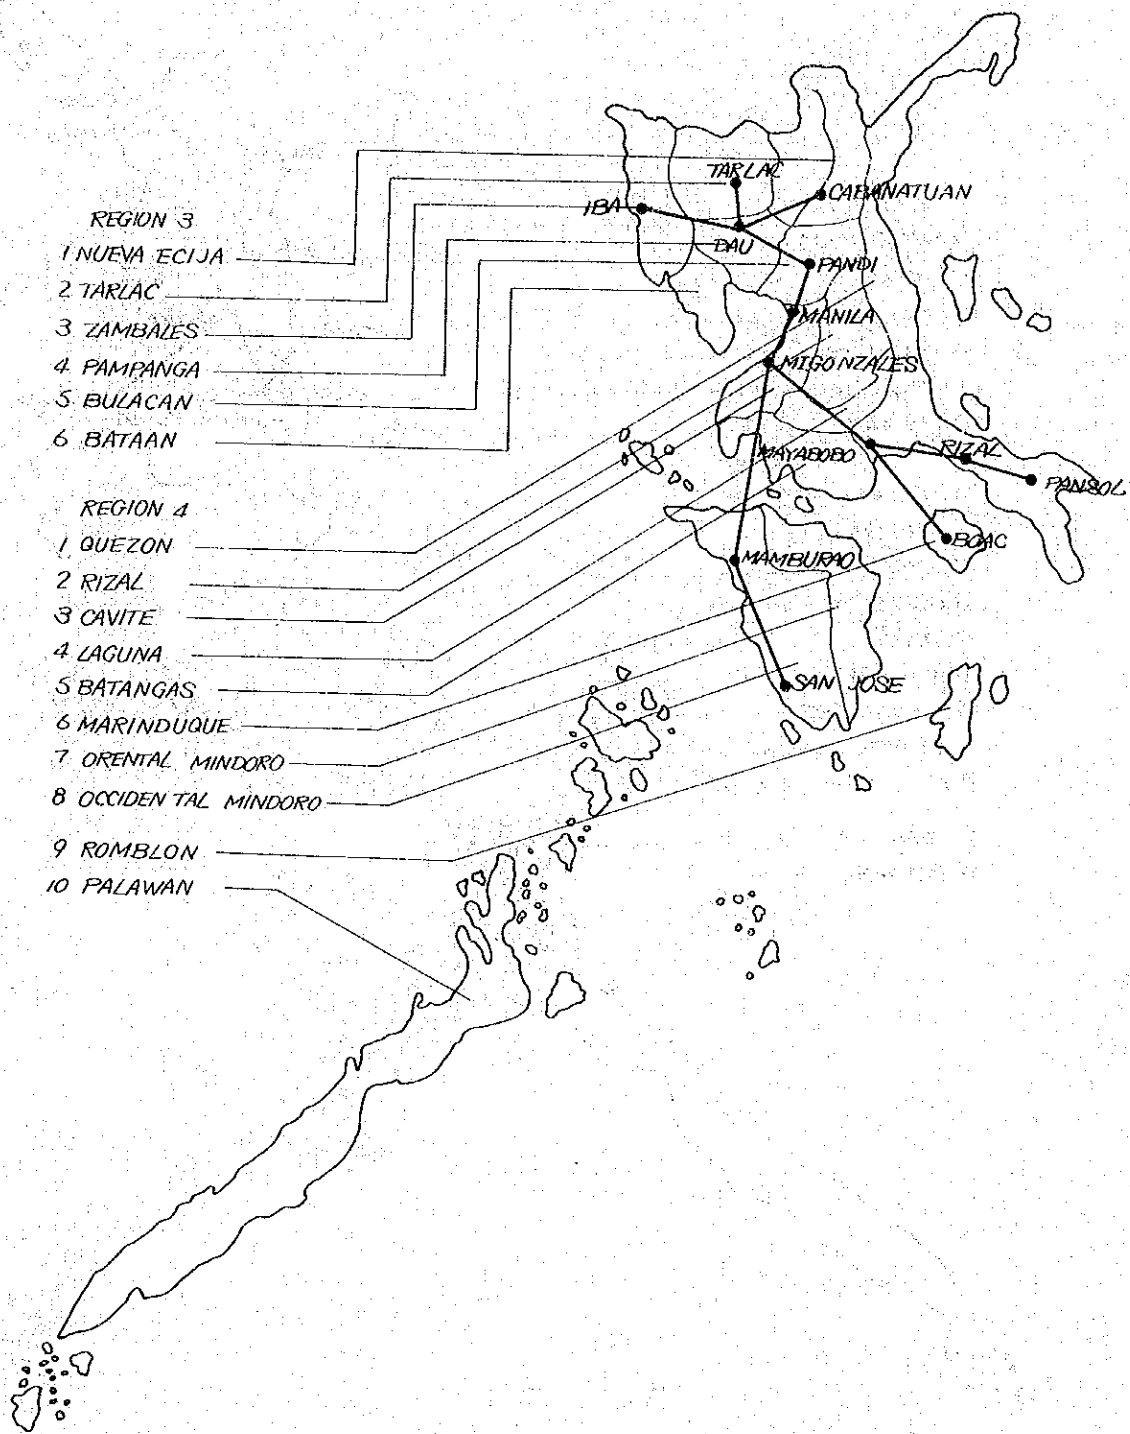 TARLAC
CABANATUAN
IBA
DAU
PANDI
MANILA
MIGONZALES
MAYABOBO
RIZAL
PANSOL
BOAC
MAMBURAO
SAN JOSE
REGION 3
1 NUEVA ECIJA
2 TARLAC
3 ZAMBALES
4 PAMPANGA
5 BULACAN
6 BATAAN
REGION 4
1 QUEZON
2 RIZAL
3 CAVITE
4 LAGUNA
5 BATANGAS
6 MARINDUQUE
7 ORENTAL MINDORO
8 OCCIDEN TAL MINDORO
9 ROMBLON
10 PALAWAN